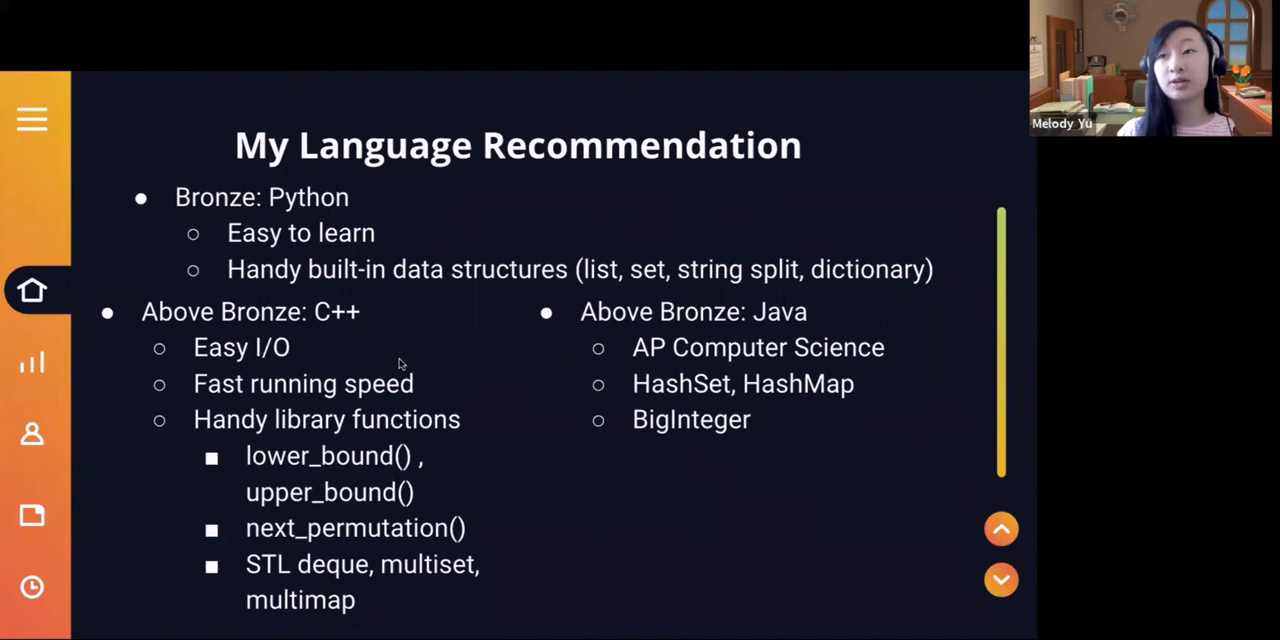 My Language Recommendation
● Bronze: Python
○ Easy to learn
○ Handy built-in data structures (list, set, string split, dictionary)
● Above Bronze: C++
○ Easy I/O
○ Fast running speed
○ Handy library functions
■ lower_bound() ,
upper_bound()
■ next_permutation()
■ STL deque, multiset,
multimap
● Above Bronze: Java
○ AP Computer Science
○ HashSet, HashMap
○ BigInteger
Melody Yu